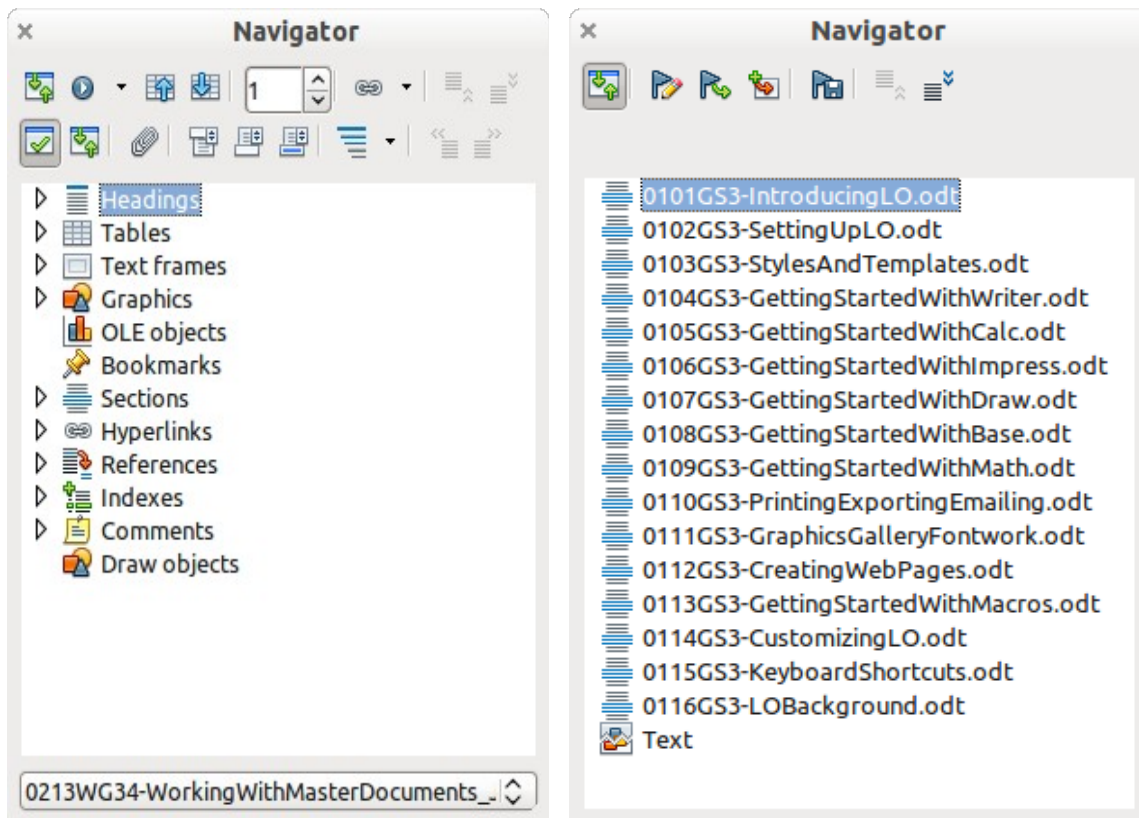 Navigator
1
Headings
Tables
Text frames
Graphics
OLE objects
Bookmarks
Sections
Hyperlinks
References
Indexes
Comments
Draw objects
0213WG34-WorkingWithMasterDocuments_..
Navigator
0101GS3-IntroducingLO.odt
0102GS3-SettingUpLO.odt
0103GS3-StylesAndTemplates.odt
0104GS3-GettingStartedWithWriter.odt
0105GS3-GettingStartedWithCalc.odt
0106GS3-GettingStartedWithImpress.odt
0107GS3-GettingStartedWithDraw.odt
0108GS3-GettingStartedWithBase.odt
0109GS3-GettingStartedWithMath.odt
0110GS3-PrintingExportingEmailing.odt
0111GS3-GraphicsGalleryFontwork.odt
0112GS3-CreatingWebPages.odt
0113GS3-GettingStartedWithMacros.odt
0114GS3-CustomizingLO.odt
0115GS3-KeyboardShortcuts.odt
0116GS3-LOBackground.odt
Text